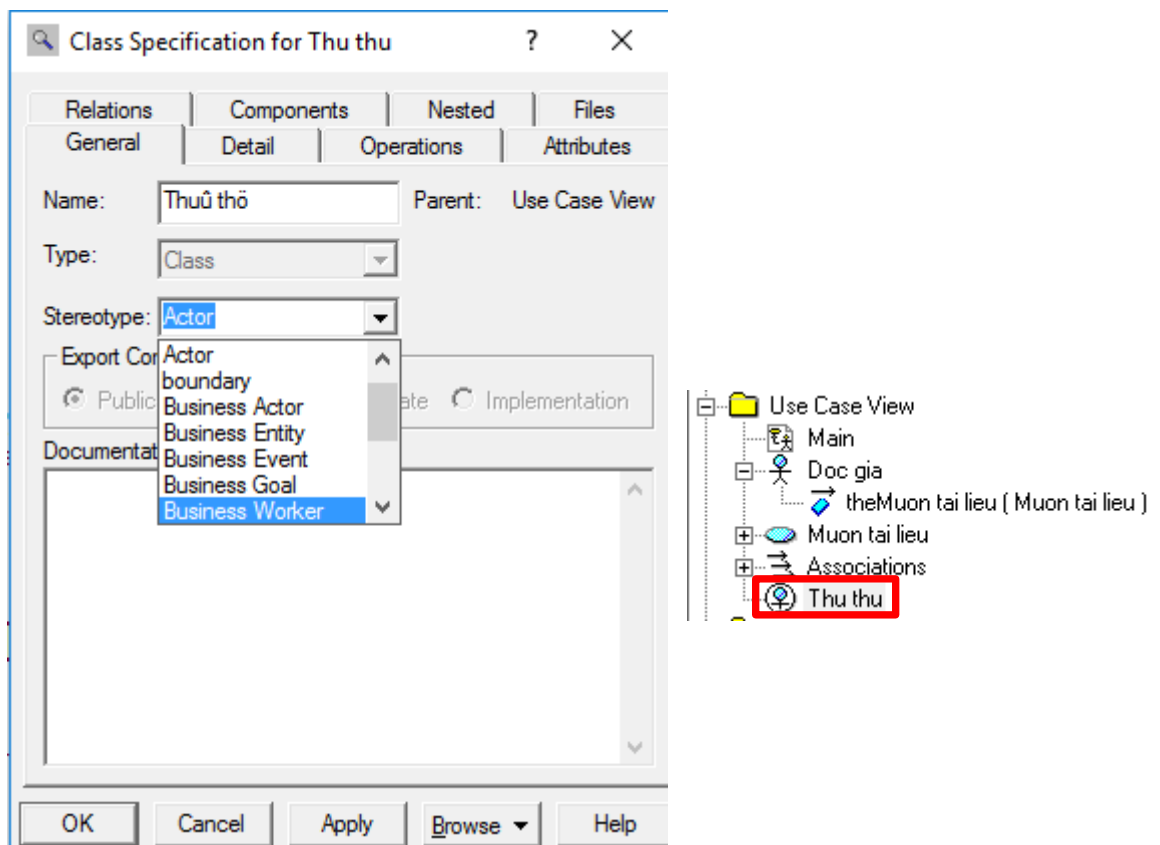 Class Specification for Thu thu ? X
Relations Components Nested Files
General Detail Operations Attributes
Name: Thuû thö Parent: Use Case View
Type: Class
Stereotype: Actor
Export Con
Actor
boundary
Public ate Implementation
Business Actor
Business Entity
Documentat
Business Event
Business Goal
Business Worker
OK Cancel Apply Browse Help
Use Case View
Main
Doc gia
theMuon tai lieu ( Muon tai lieu )
Muon tai lieu
Associations
Thu thu